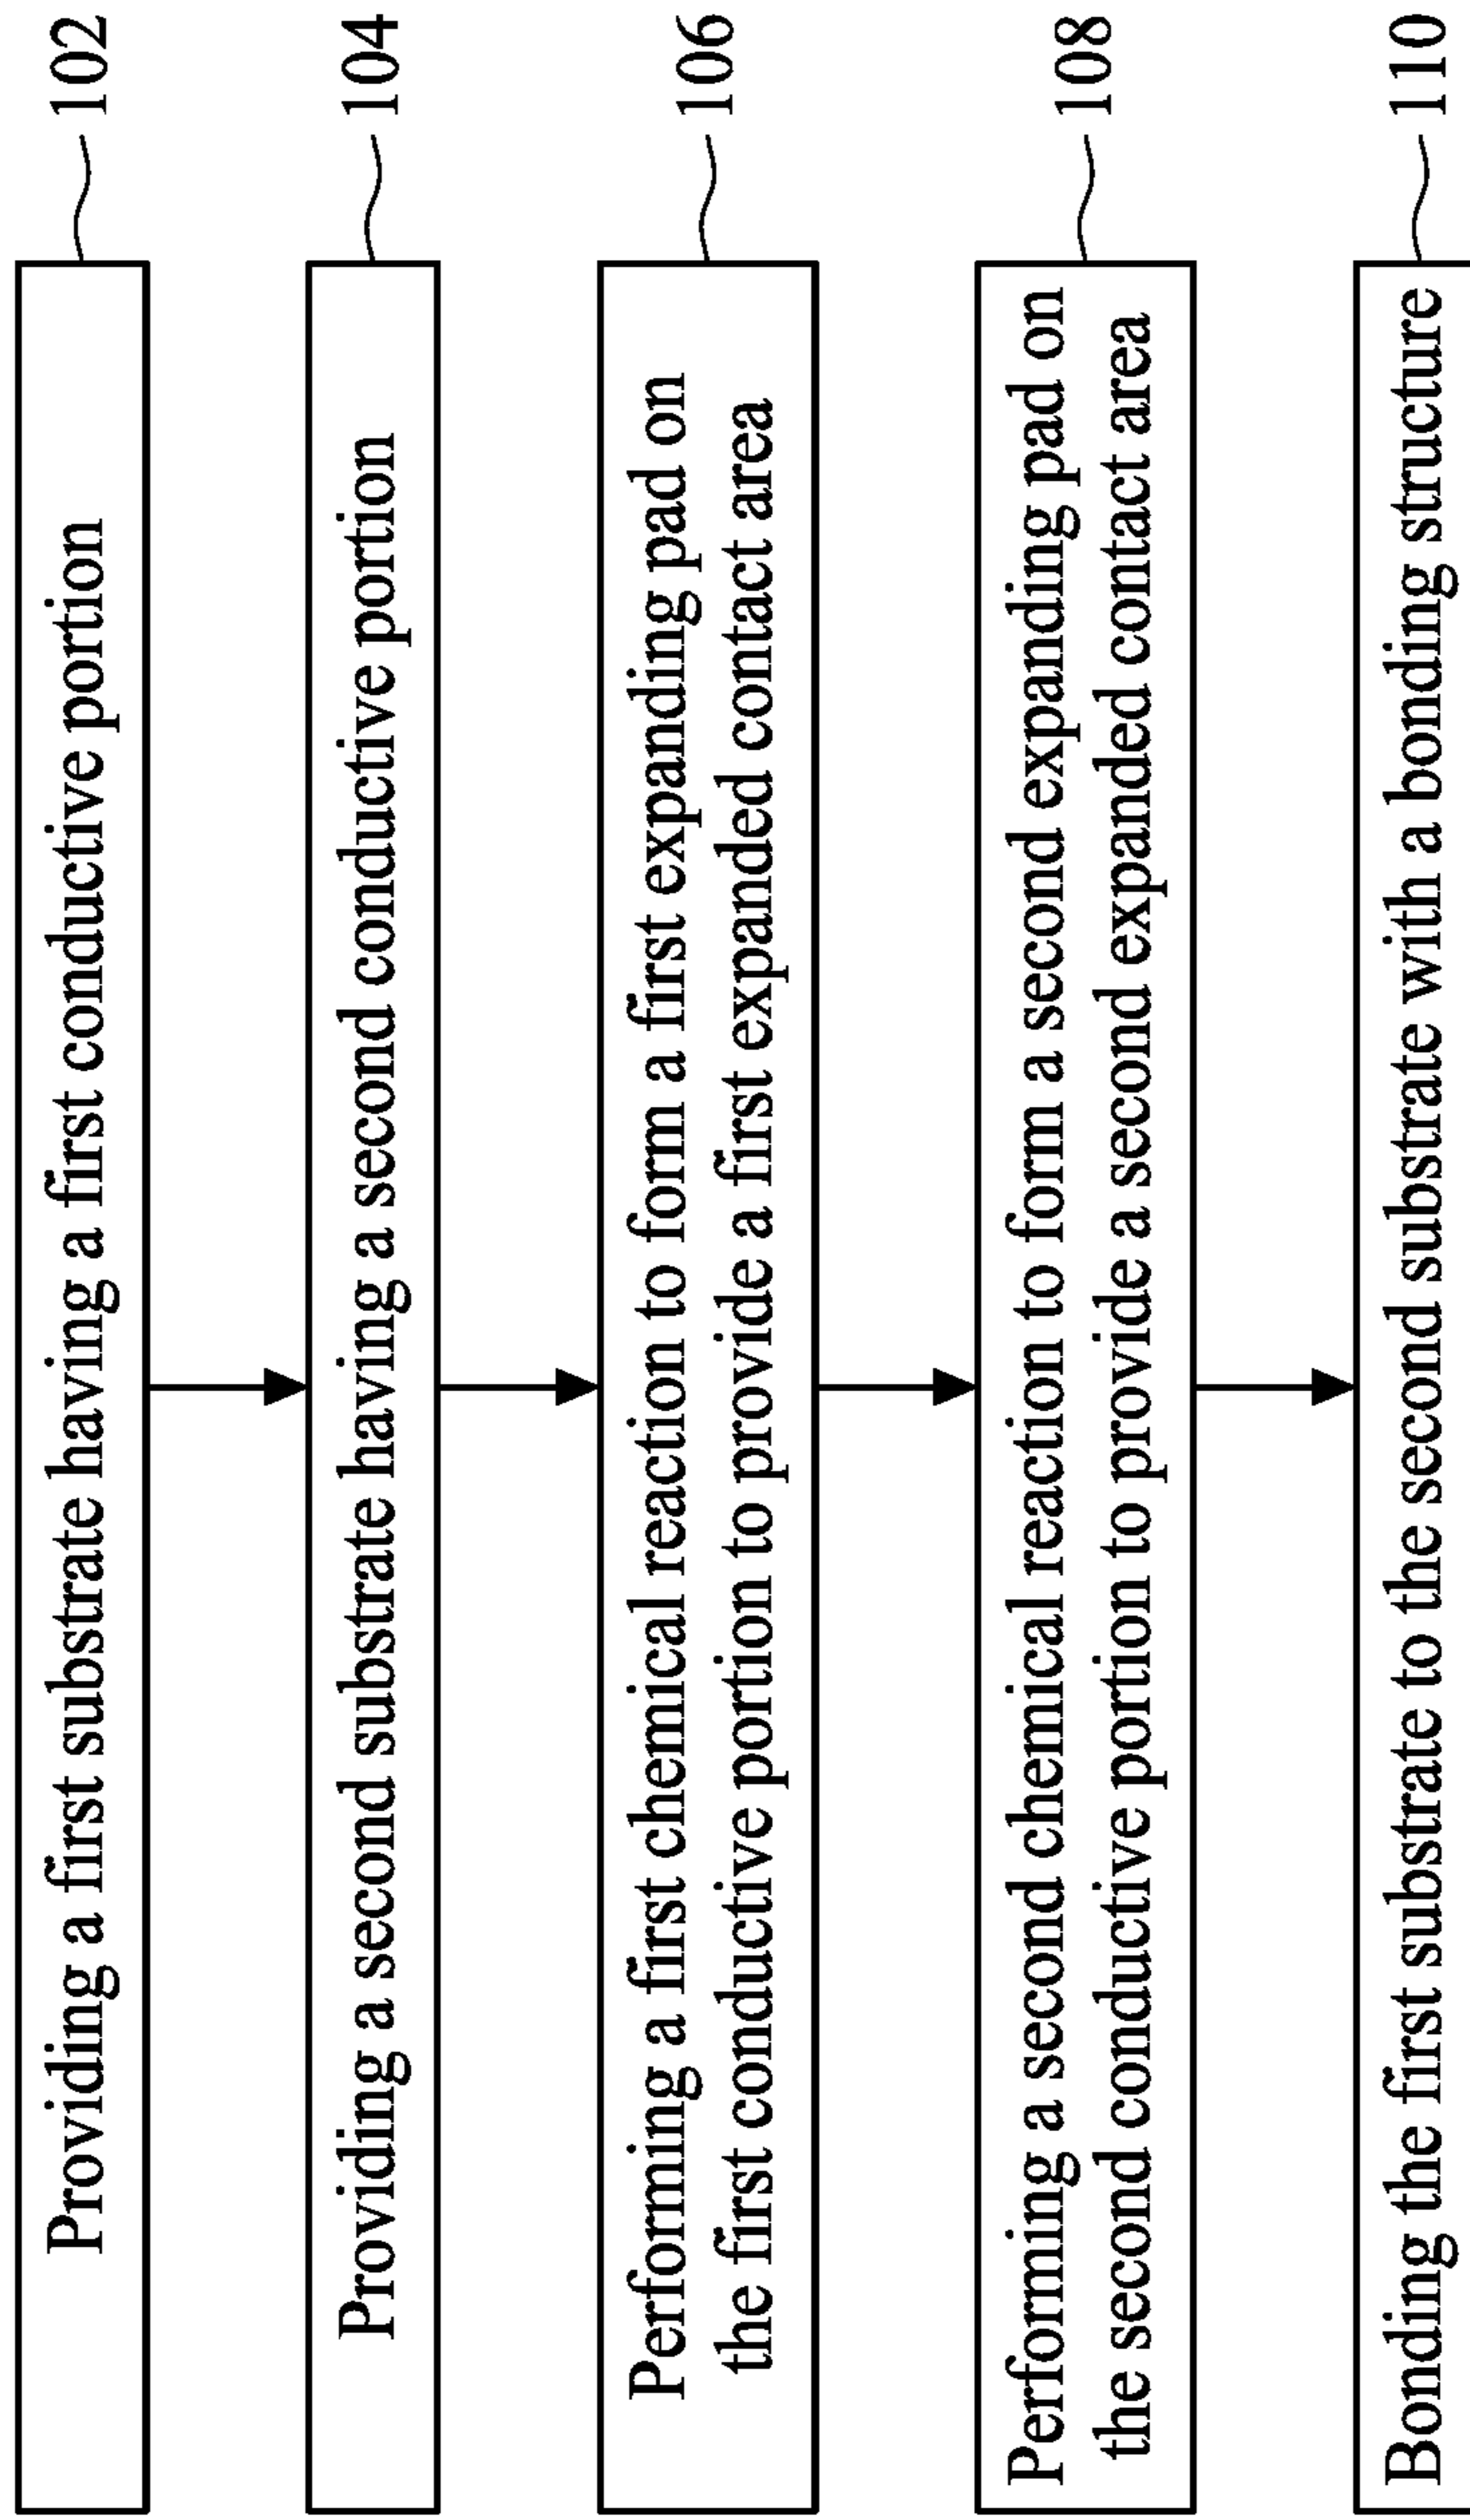 Providing a first substrate having a first conductive portion
102
Providing a second substrate having a second conductive portion
104
Performing a first chemical reaction to form a first expanding pad on
the first conductive portion to provide a first expanded contact area
106
Performing a second chemical reaction to form a second expanding pad on
the second conductive portion to provide a second expanded contact area
108
Bonding the first substrate to the second substrate with a bonding structure
110